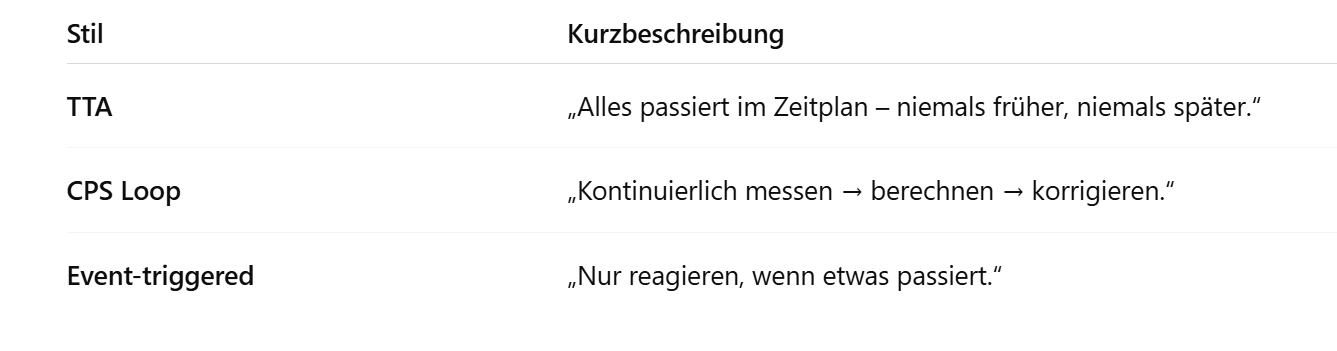 Stil Kurzbeschreibung
TTA „Alles passiert im Zeitplan – niemals früher, niemals später.“
CPS Loop „Kontinuierlich messen → berechnen → korrigieren.“
Event-triggered „Nur reagieren, wenn etwas passiert.“